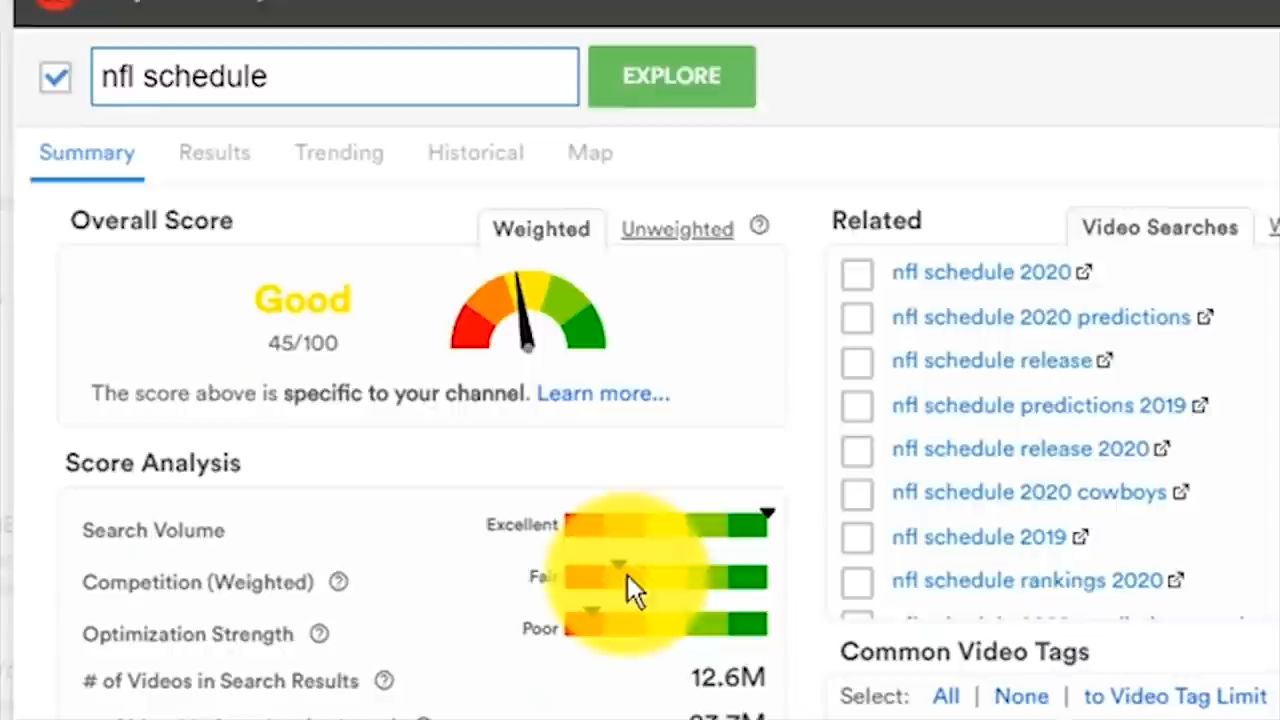 nfl schedule
EXPLORE
Summary Results Trending Historical Map
Overall Score
Weighted Unweighted
Good
45/100
The score above is specific to your channel. Learn more...
Score Analysis
Search Volume Excellent
Competition (Weighted) Fair
Optimization Strength Poor
# of Videos in Search Results 12.6M
Related
Video Searches
nfl schedule 2020
nfl schedule 2020 predictions
nfl schedule release
nfl schedule predictions 2019
nfl schedule release 2020
nfl schedule 2020 cowboys
nfl schedule 2019
nfl schedule rankings 2020
Common Video Tags
Select: All | None | to Video Tag Limit